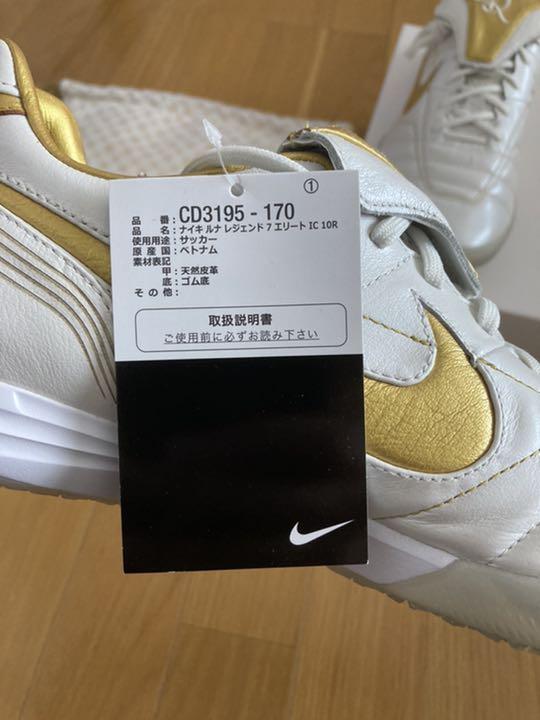 ①
品　　番：CD3195 - 170
品　　名：ナイキ ルナ レジェンド 7 エリート IC 10R
使用用途：サッカー
原 産 国：ベトナム
素材表記
甲：天然皮革
底：ゴム底
そ の 他：
取扱説明書
ご使用前に必ずお読み下さい